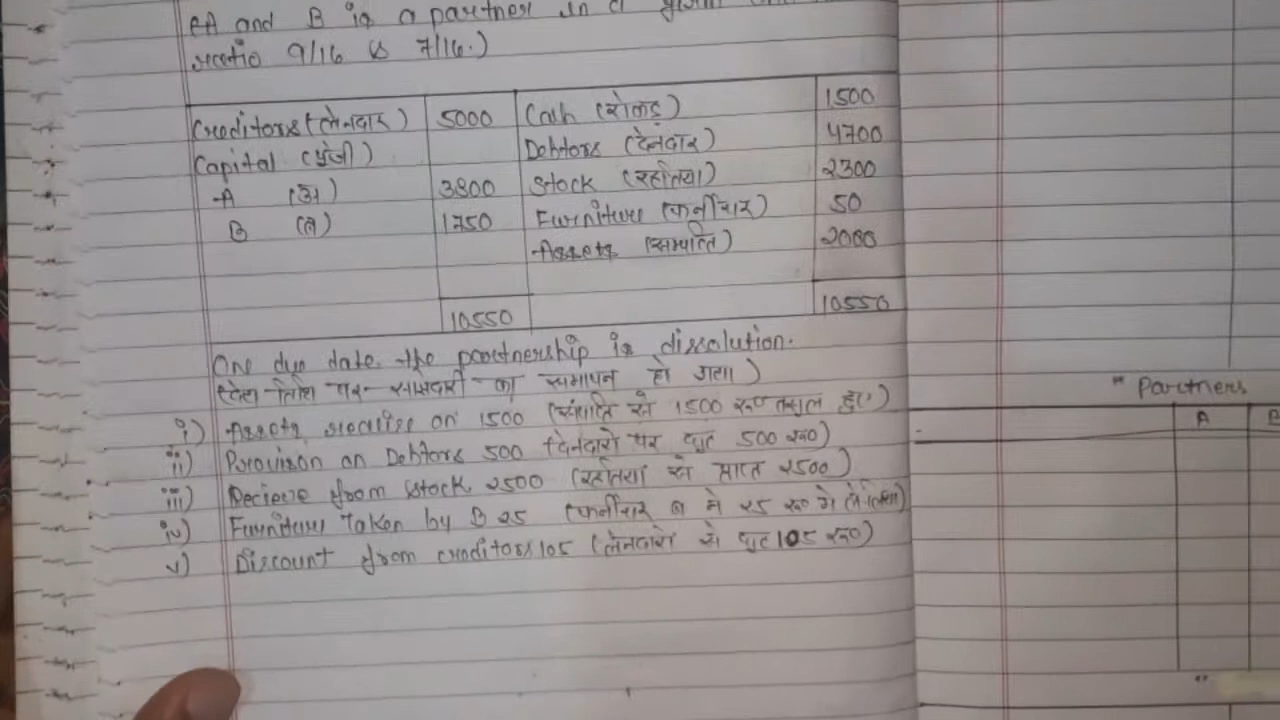 A and B is a partner in a
ratio 9/16 & 7/16.)
Creditors (लेनदार) 5000 Cash (रोकड़) 1500
Capital (पूंजी) Debtors (देनदार) 4700
A (अ) 3800 Stock (रहतिया) 2300
B (ब) 1750 Furniture (फर्नीचार) 50
Assets (सम्पत्ति) 2000
10550 10550
One due date the partnership is dissolution.
तिथि पर साझेदारी का समापन हो गया)
i) Assets realise on 1500 (संपत्ति से 1500 रू० वसूल हुए)
ii) Provison on Debtors 500 (देनदारो पर छुट 500 रू०)
iii) Recieve from stock 2500 (रहतिया से प्राप्त 2500)
iv) Furniture Taken by B 25 (फर्नीचार ब ने 25 रू० मे ले लिया)
v) Discount from creditors 105 (लेनदारो से छुट 105 रू०)
" Partners
A B